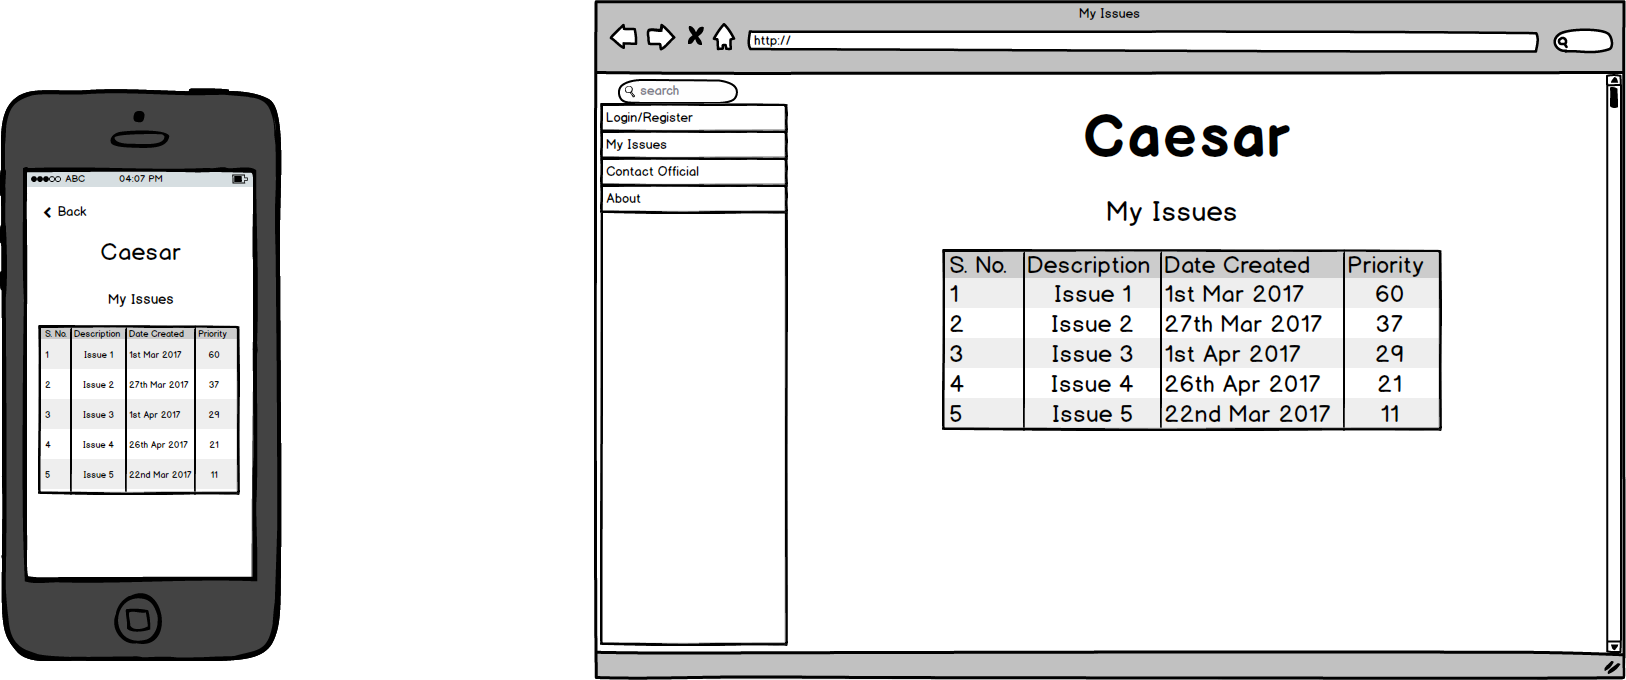 ABC 04:07 PM
Back
Caesar
My Issues
S. No. Description Date Created Priority
1 Issue 1 1st Mar 2017 60
2 Issue 2 27th Mar 2017 37
3 Issue 3 1st Apr 2017 29
4 Issue 4 26th Apr 2017 21
5 Issue 5 22nd Mar 2017 11
My Issues
http://
search
Login/Register
My Issues
Contact Official
About
Caesar
My Issues
S. No. Description Date Created Priority
1 Issue 1 1st Mar 2017 60
2 Issue 2 27th Mar 2017 37
3 Issue 3 1st Apr 2017 29
4 Issue 4 26th Apr 2017 21
5 Issue 5 22nd Mar 2017 11